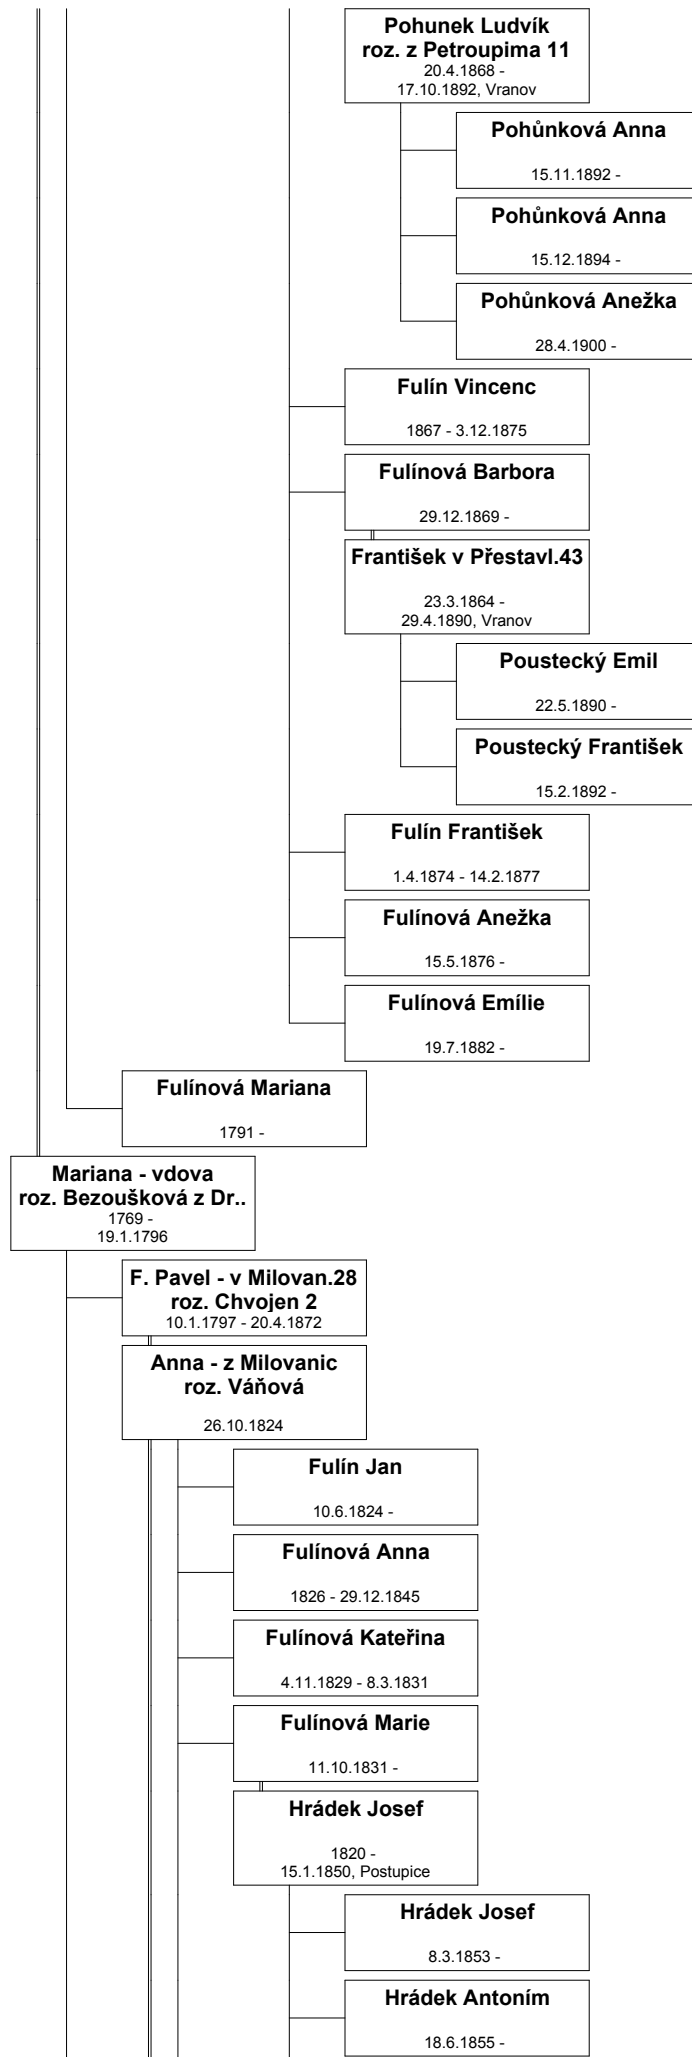 Pohunek Ludvík
roz. z Petroupima 11
20.4.1868 -
17.10.1892, Vranov
Pohůnková Anna
15.11.1892 -
Pohůnková Anna
15.12.1894 -
Pohůnková Anežka
28.4.1900 -
Fulín Vincenc
1867 - 3.12.1875
Fulínová Barbora
29.12.1869 -
František v Přestavl.43
23.3.1864 -
29.4.1890, Vranov
Poustecký Emil
22.5.1890 -
Poustecký František
15.2.1892 -
Fulín František
1.4.1874 - 14.2.1877
Fulínová Anežka
15.5.1876 -
Fulínová Emílie
19.7.1882 -
Fulínová Mariana
1791 -
Mariana - vdova
roz. Bezoušková z Dr..
1769 -
19.1.1796
F. Pavel - v Milovan.28
roz. Chvojen 2
10.1.1797 - 20.4.1872
Anna - z Milovanic
roz. Váňová
26.10.1824
Fulín Jan
10.6.1824 -
Fulínová Anna
1826 - 29.12.1845
Fulínová Kateřina
4.11.1829 - 8.3.1831
Fulínová Marie
11.10.1831 -
Hrádek Josef
1820 -
15.1.1850, Postupice
Hrádek Josef
8.3.1853 -
Hrádek Antoním
18.6.1855 -